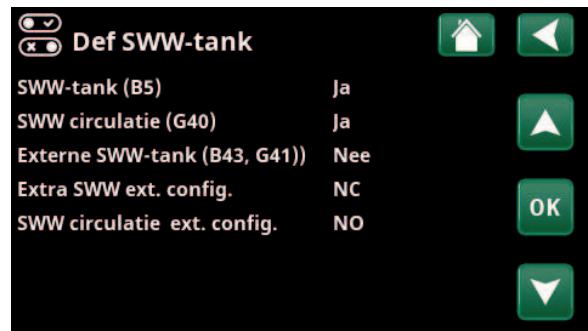 Def SWW-tank
SWW-tank (B5) Ja
SWW circulatie (G40) Ja
Externe SWW-tank (B43, G41)) Nee
Extra SWW ext. config. NC
SWW circulatie ext. config. NO
OK